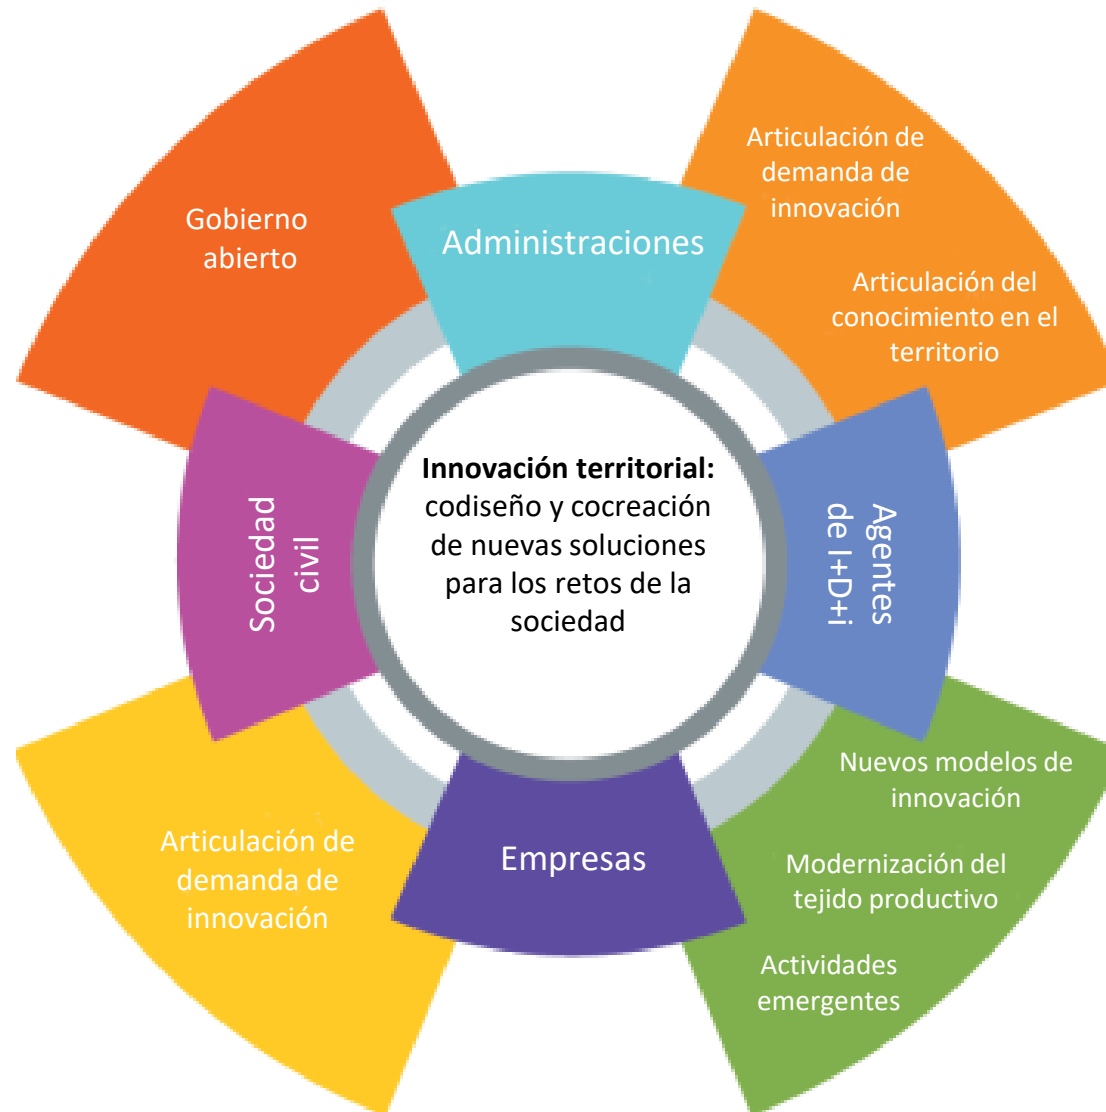 Articulación de
demanda de
innovación
Gobierno
abierto
Administraciones
Articulación del
conocimiento en el
territorio
Innovación territorial:
codiseño y cocreación
de nuevas soluciones
para los retos de la
sociedad
Sociedad
civil
Agentes
de I+D+i
Nuevos modelos de
innovación
Articulación de
demanda de
innovación
Empresas
Modernización del
tejido productivo
Actividades
emergentes